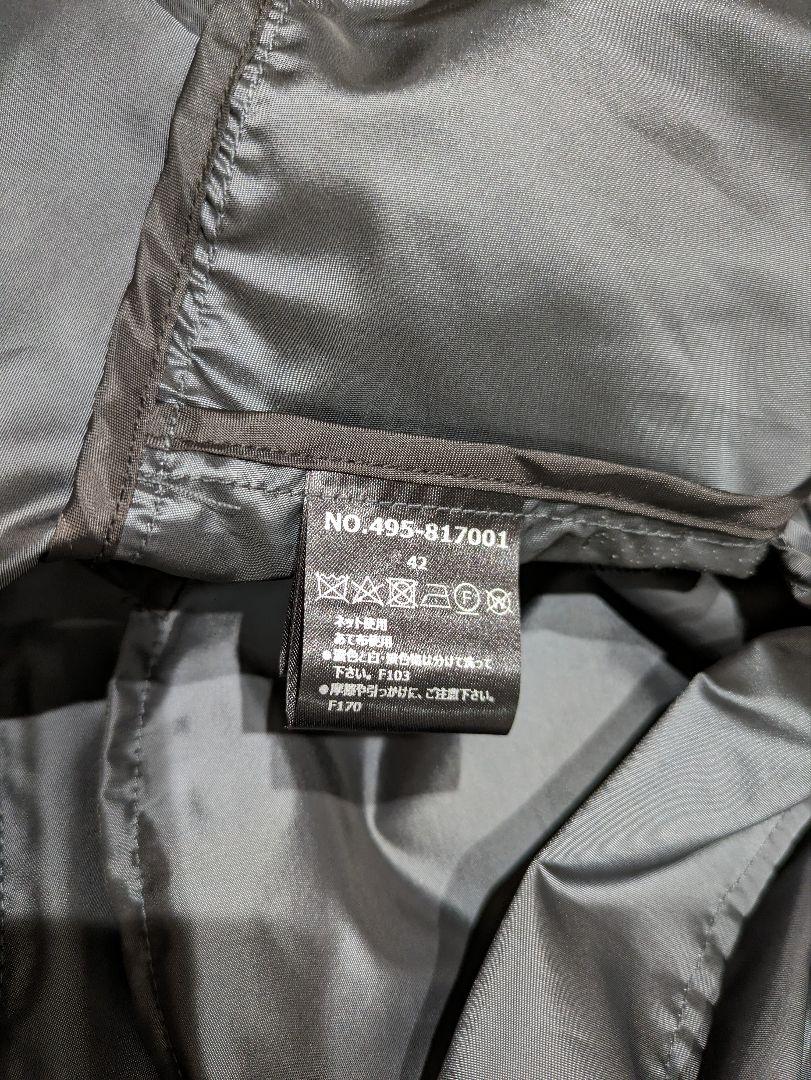 NO.495-817001
42
F
W
ネット使用
あて布使用
●濃色と白・淡色物は分けて洗って
下さい。F103
●摩擦や引っかけに、ご注意下さい。
F170